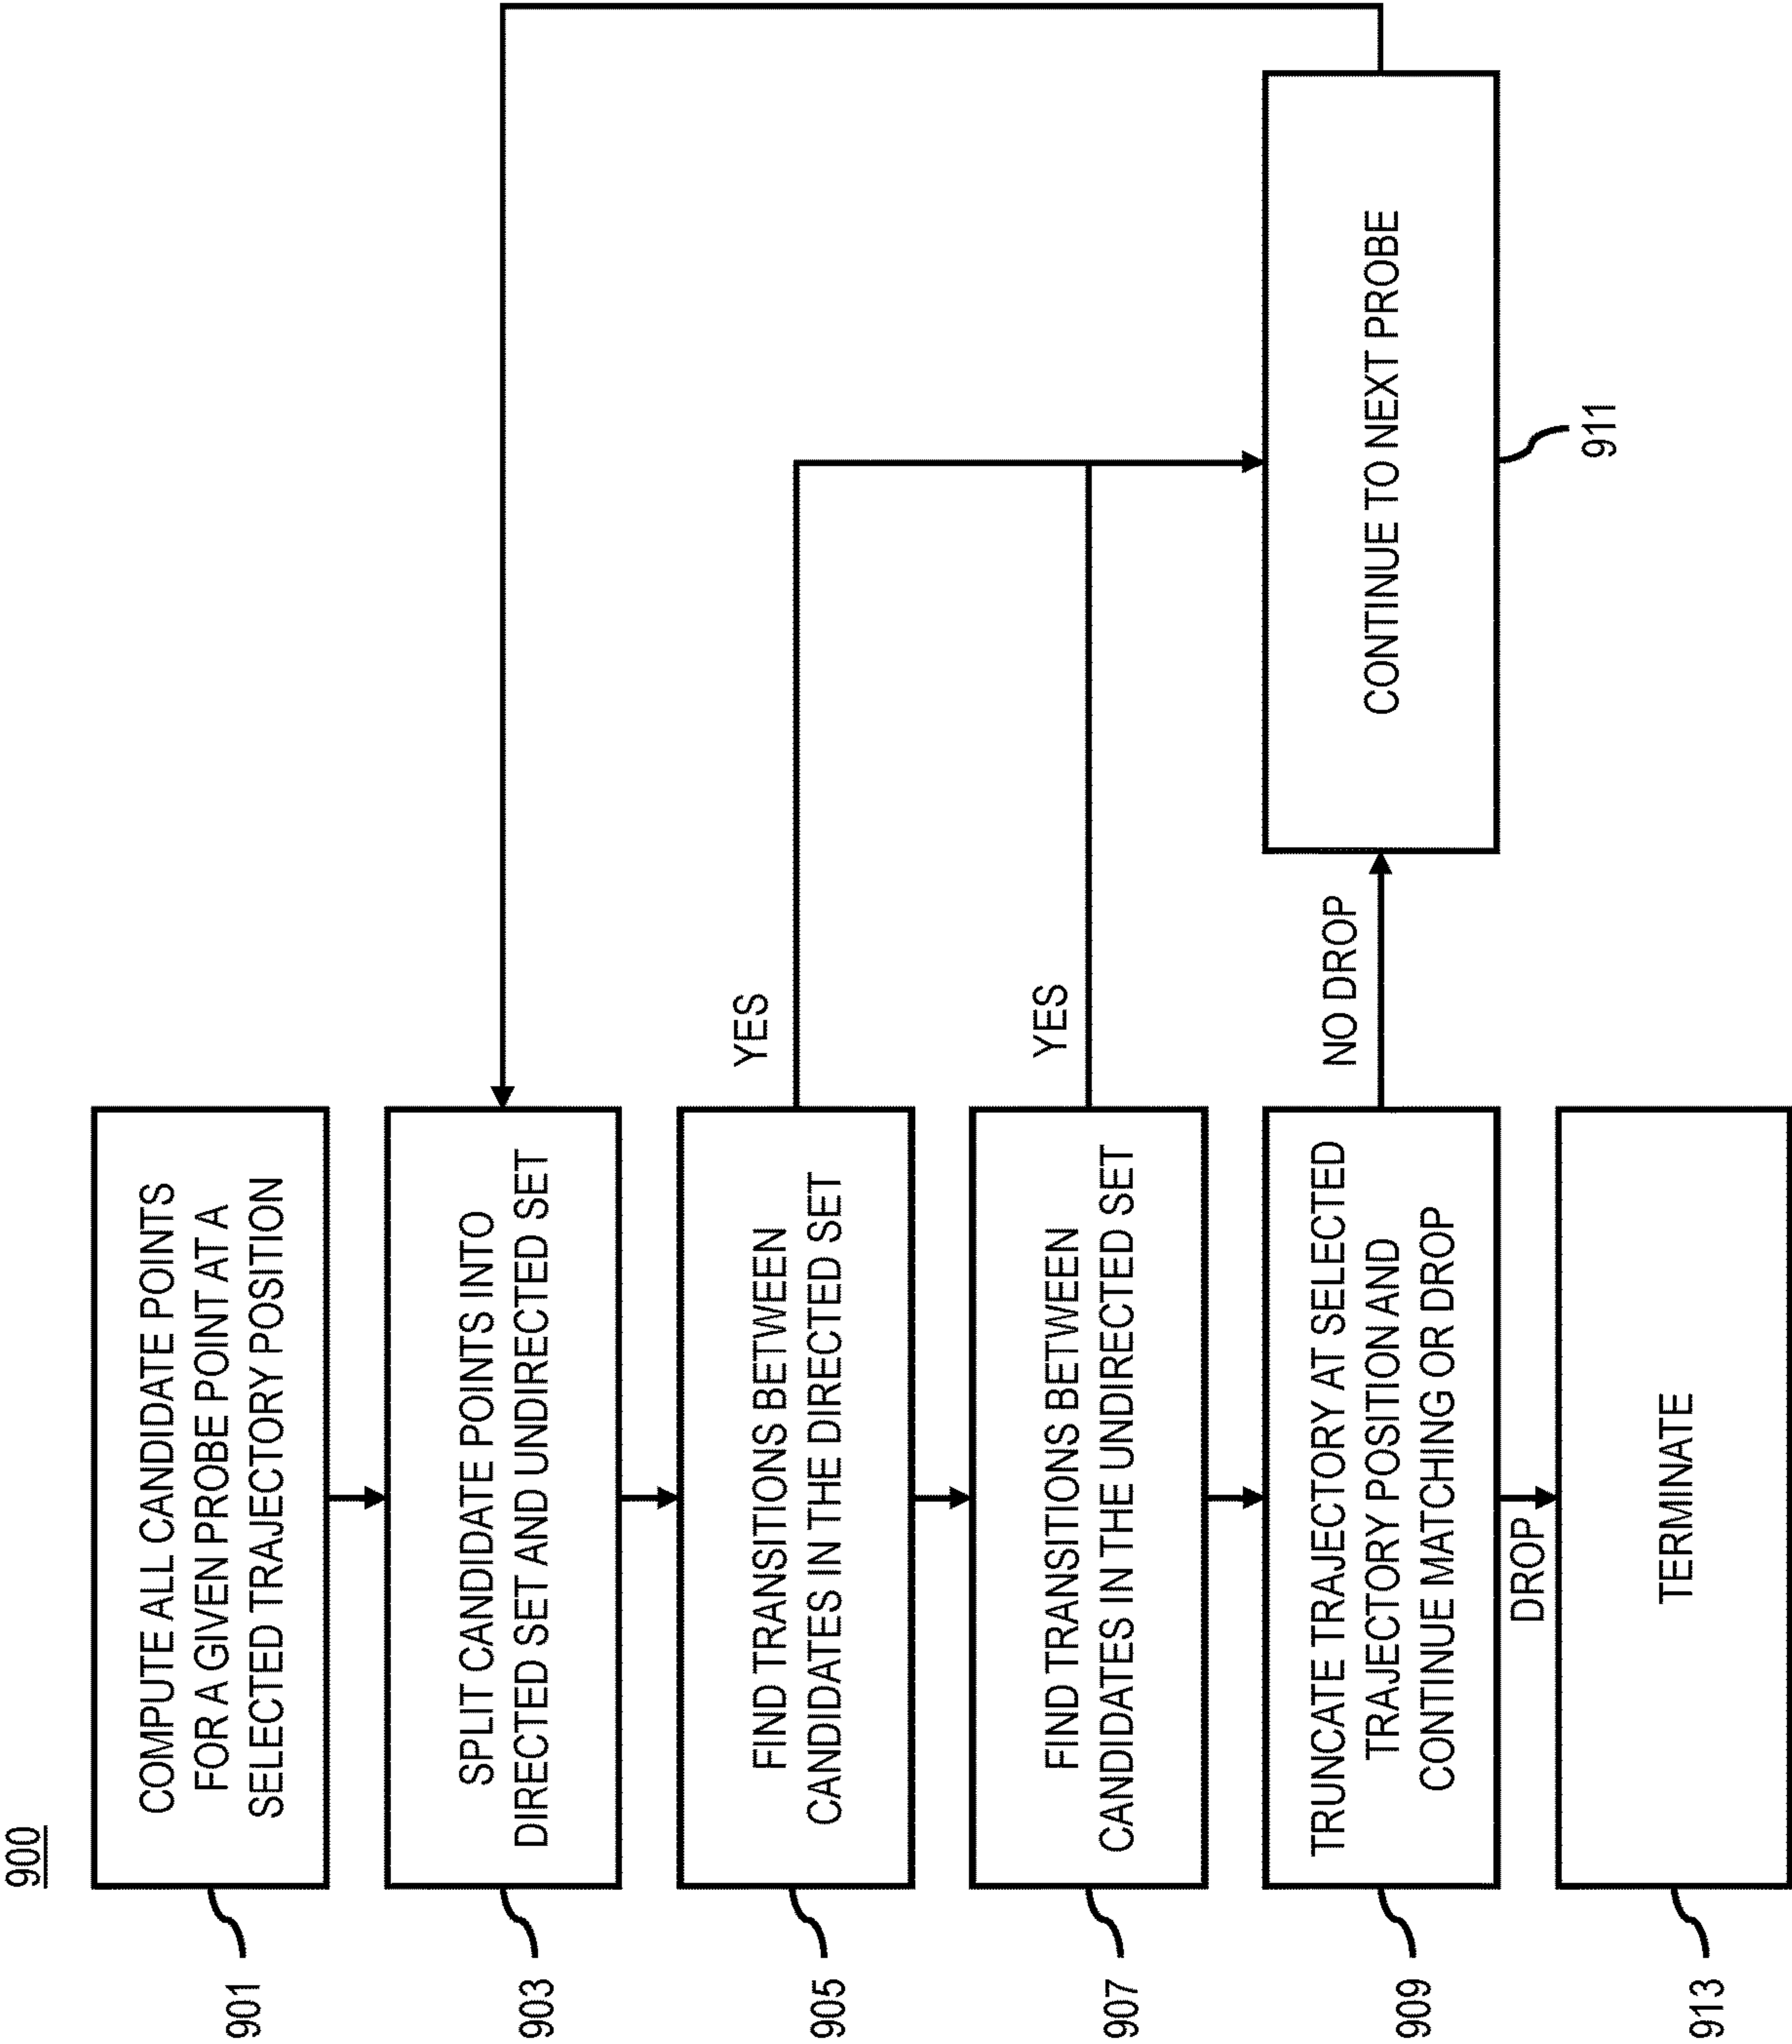 900
COMPUTE ALL CANDIDATE POINTS
FOR A GIVEN PROBE POINT AT A
SELECTED TRAJECTORY POSITION
901
SPLIT CANDIDATE POINTS INTO
DIRECTED SET AND UNDIRECTED SET
903
FIND TRANSITIONS BETWEEN
CANDIDATES IN THE DIRECTED SET
905
YES
FIND TRANSITIONS BETWEEN
CANDIDATES IN THE UNDIRECTED SET
907
YES
TRUNCATE TRAJECTORY AT SELECTED
TRAJECTORY POSITION AND
CONTINUE MATCHING OR DROP
909
NO DROP
CONTINUE TO NEXT PROBE
911
DROP
TERMINATE
913